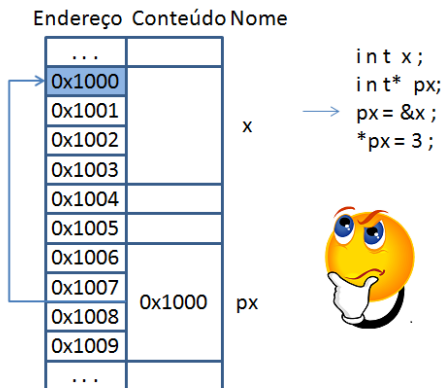 Endereço Conteúdo Nome
...
0x1000
0x1001
0x1002
0x1003
x
0x1004
0x1005
0x1006
0x1007
0x1008
0x1009
0x1000
px
...
int x;
int* px;
px = &x;
*px = 3;